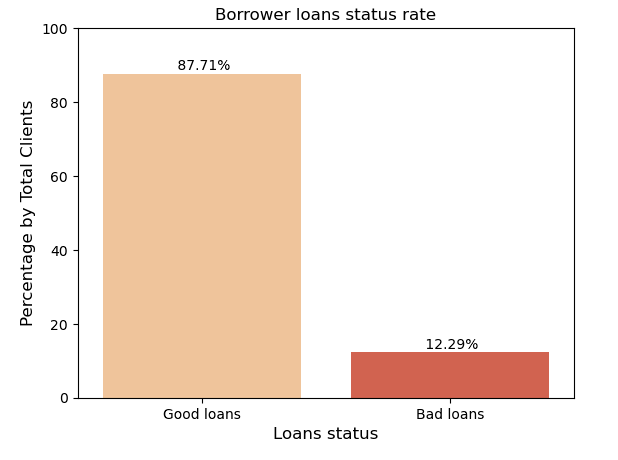 Borrower loans status rate
100
80
60
40
20
0
Percentage by Total Clients
87.71%
12.29%
Good loans
Bad loans
Loans status